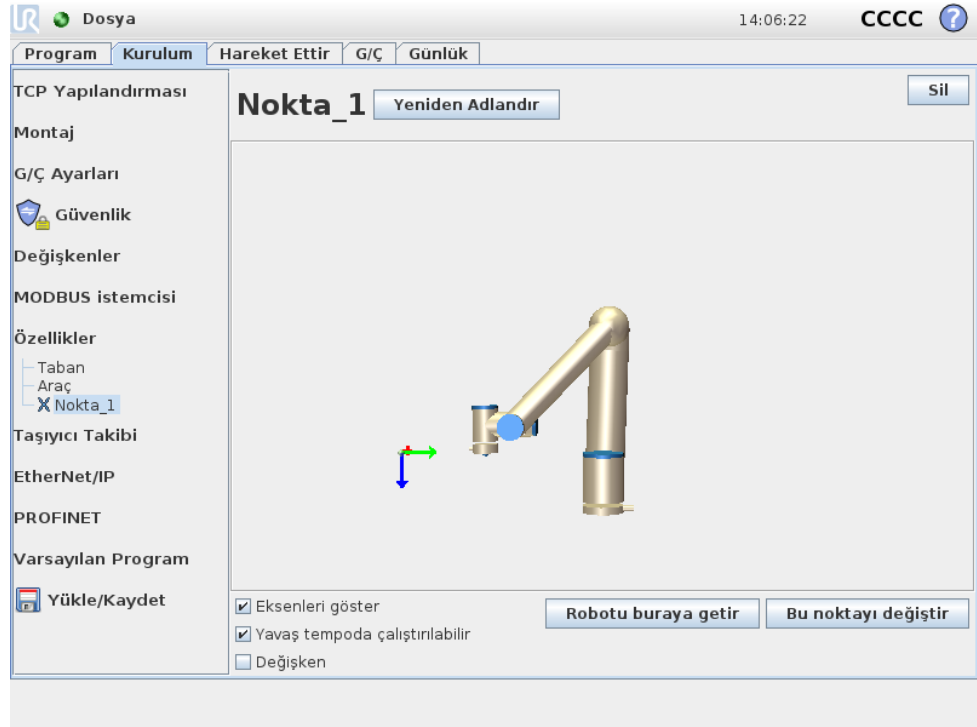 UR Dosya 14:06:22 CCCC ?
Program Kurulum Hareket Ettir G/Ç Günlük
TCP Yapılandırması
Montaj
G/Ç Ayarları
Güvenlik
Değişkenler
MODBUS istemcisi
Özellikler
Taban
Araç
Nokta_1
Taşıyıcı Takibi
EtherNet/IP
PROFINET
Varsayılan Program
Yükle/Kaydet
Nokta_1 Yeniden Adlandır Sil
Eksenleri göster
Yavaş tempoda çalıştırılabilir
Değişken
Robotu buraya getir Bu noktayı değiştir